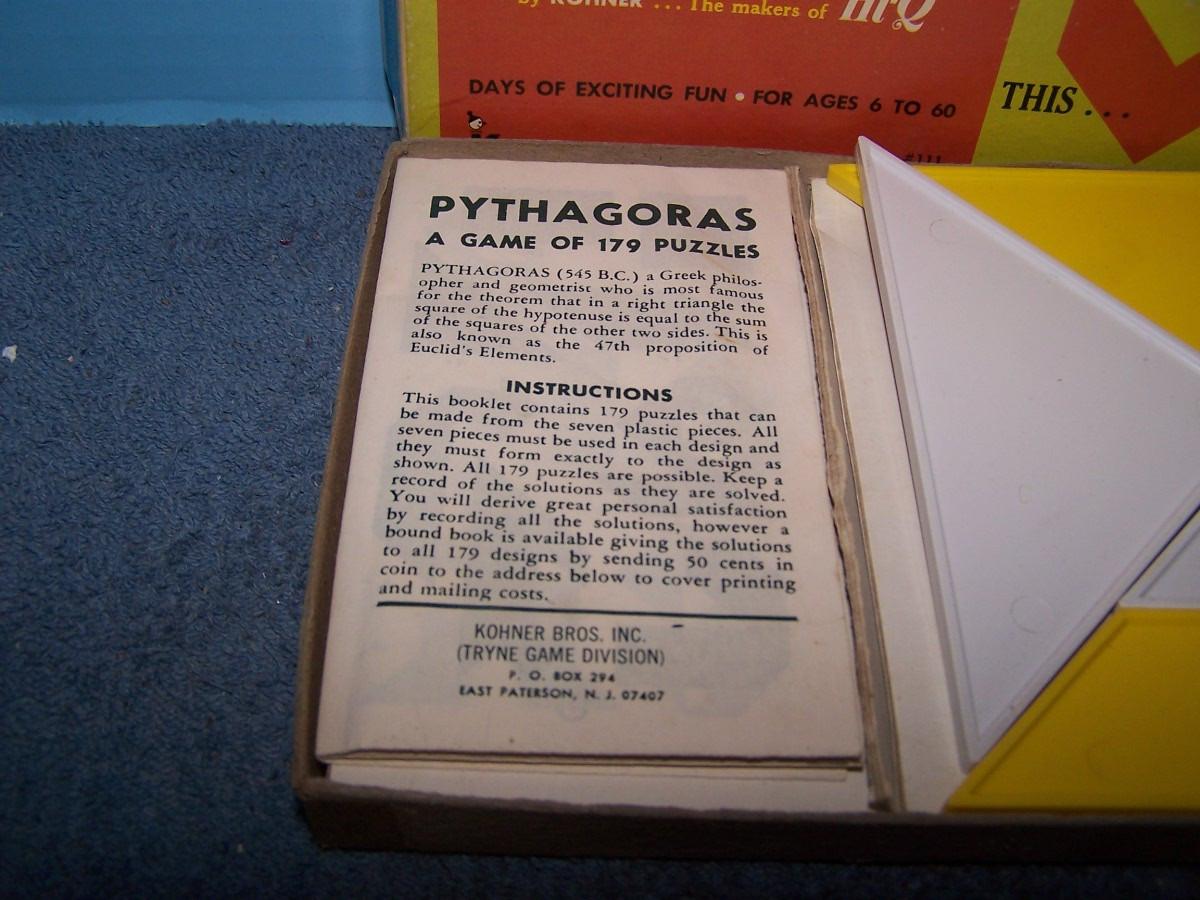 by KOHNER ... The makers of Hi-Q
DAYS OF EXCITING FUN • FOR AGES 6 TO 60
THIS...
#111
PYTHAGORAS
A GAME OF 179 PUZZLES
PYTHAGORAS (545 B.C.) a Greek philos-
opher and geometrist who is most famous
for the theorem that in a right triangle the
square of the hypotenuse is equal to the sum
of the squares of the other two sides. This is
also known as the 47th proposition of
Euclid's Elements.
INSTRUCTIONS
This booklet contains 179 puzzles that can
be made from the seven plastic pieces. All
seven pieces must be used in each design and
they must form exactly to the design as
shown. All 179 puzzles are possible. Keep a
record of the solutions as they are solved.
You will derive great personal satisfaction
by recording all the solutions, however a
bound book is available giving the solutions
to all 179 designs by sending 50 cents in
coin to the address below to cover printing
and mailing costs.
KOHNER BROS. INC.
(TRYNE GAME DIVISION)
P. O. BOX 294
EAST PATERSON, N. J. 07407